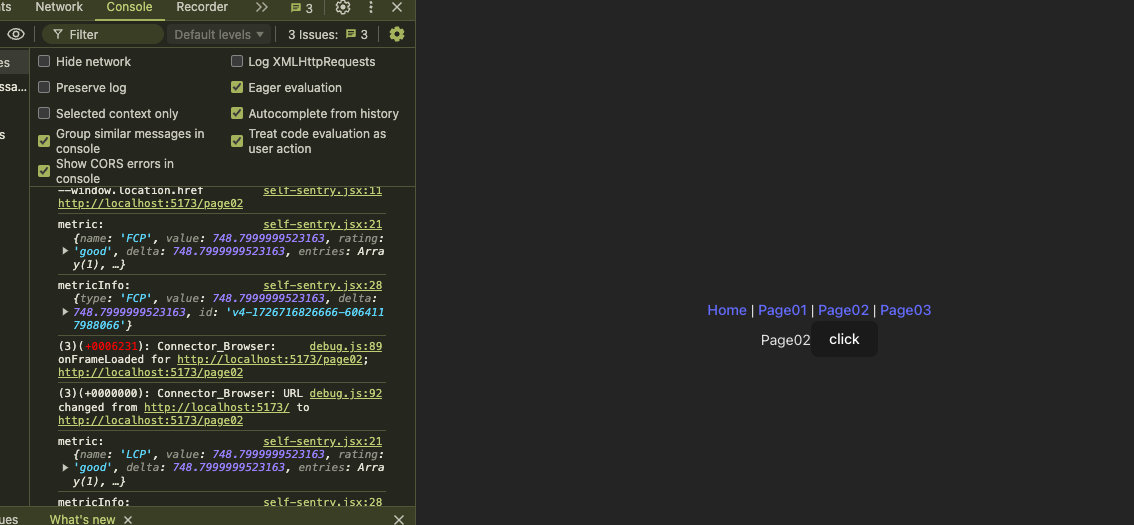 ts Network Console Recorder 3
Filter Default levels ▾ 3 Issues: 3
es
ssa...
s
Hide network Log XMLHttpRequests
Preserve log Eager evaluation
Selected context only Autocomplete from history
Group similar messages in console Treat code evaluation as user action
Show CORS errors in console
--window.location.href self-sentry.jsx:11
http://localhost:5173/page02
metric: self-sentry.jsx:21
{name: 'FCP', value: 748.7999999523163, rating:
'good', delta: 748.7999999523163, entries: Arra
y(1), …}
metricInfo: self-sentry.jsx:28
{type: 'FCP', value: 748.7999999523163, delta:
748.7999999523163, id: 'v4-1726716826666-606411
7988066'}
(3)(+0006231): Connector_Browser: debug.js:89
onFrameLoaded for http://localhost:5173/page02;
http://localhost:5173/page02
(3)(+0000000): Connector_Browser: URL debug.js:92
changed from http://localhost:5173/ to
http://localhost:5173/page02
metric: self-sentry.jsx:21
{name: 'LCP', value: 748.7999999523163, rating:
'good', delta: 748.7999999523163, entries: Arra
y(1), …}
metricInfo: self-sentry.jsx:28
ues What's new
Home | Page01 | Page02 | Page03
Page02 click